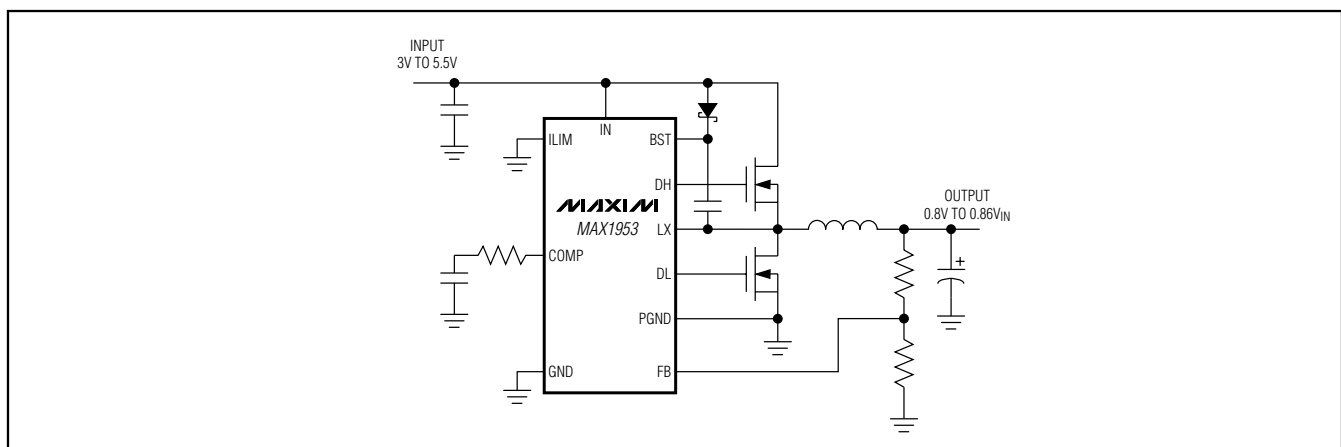 INPUT
3V TO 5.5V
IN
ILIM
BST
DH
MAXIM
MAX1953
LX
COMP
DL
PGND
GND
FB
OUTPUT
0.8V TO 0.86VIN
+